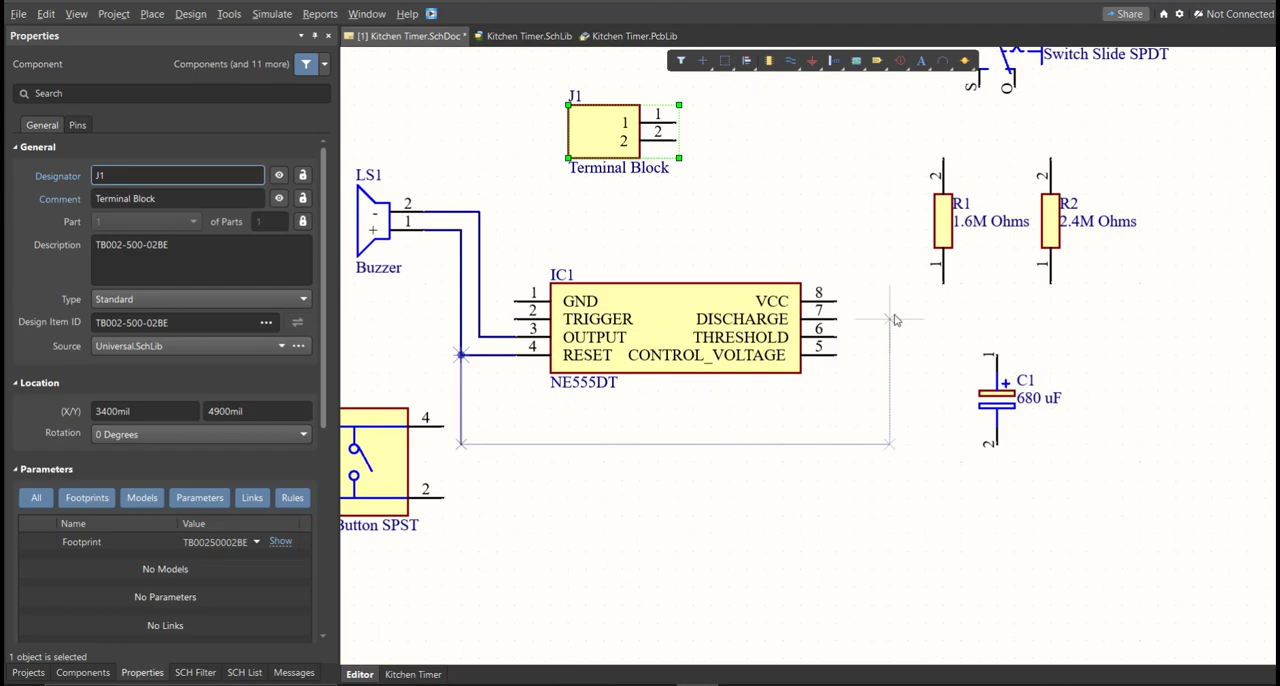 File Edit View Project Place Design Tools Simulate Reports Window Help Share Not Connected
Properties
[1] Kitchen Timer.SchDoc * Kitchen Timer.SchLib Kitchen Timer.PcbLib
Component Components (and 11 more)
Search
General Pins
General
Designator J1
Comment Terminal Block
Part 1 of Parts 1
Description TB002-500-02BE
Type Standard
Design Item ID TB002-500-02BE
Source Universal.SchLib
Location
(X/Y) 3400mil 4900mil
Rotation 0 Degrees
Parameters
All Footprints Models Parameters Links Rules
Name Value
Footprint TB00250002BE Show
No Models
No Parameters
No Links
1 object is selected
Projects Components Properties SCH Filter SCH List Messages
Editor Kitchen Timer
Switch Slide SPDT
S O
J1
1 1
2 2
Terminal Block
LS1
- 2
+ 1
Buzzer
2 2
R1 R2
1.6M Ohms 2.4M Ohms
1 1
IC1
1 GND VCC 8
2 TRIGGER DISCHARGE 7
3 OUTPUT THRESHOLD 6
4 RESET CONTROL_VOLTAGE 5
NE555DT
1
+ C1
680 uF
2
4
2
Button SPST